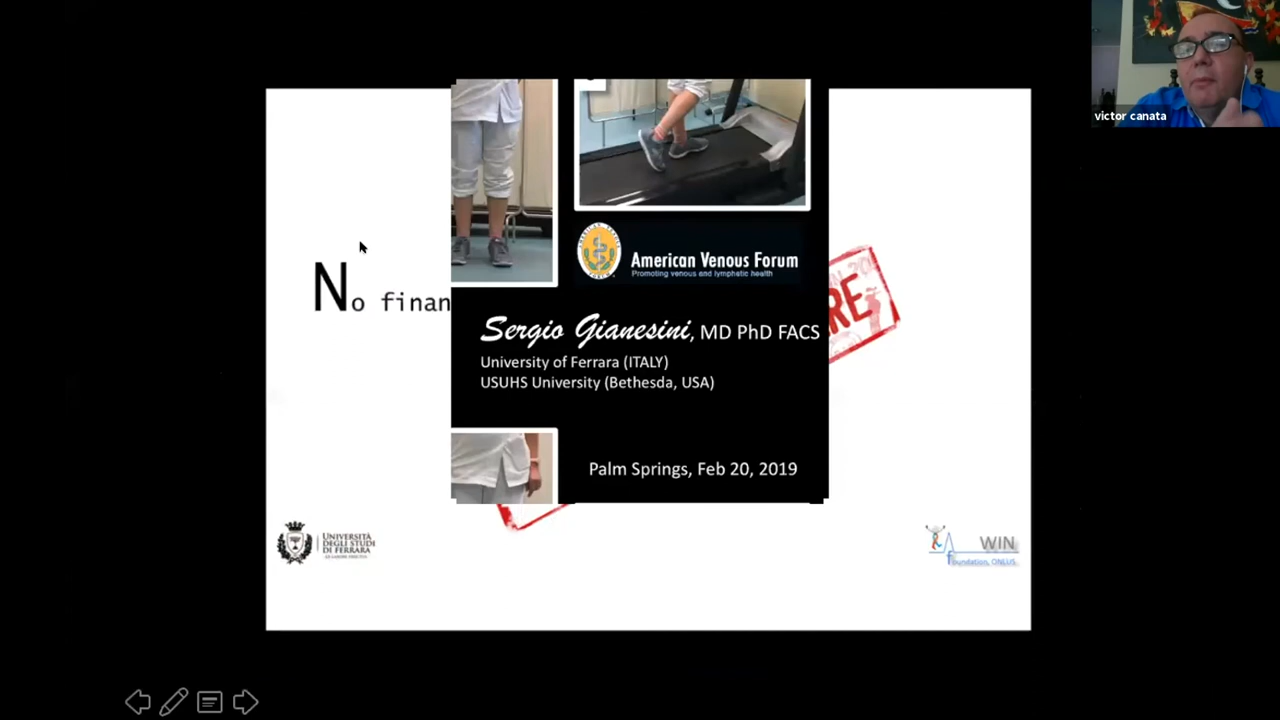 victor canata
American Venous Forum
Promoting venous and lymphatic health
No finan
RE
Sergio Gianesini, MD PhD FACS
University of Ferrara (ITALY)
USUHS University (Bethesda, USA)
Palm Springs, Feb 20, 2019
UNIVERSITÀ
DEGLI STUDI
DI FERRARA
WIN
foundation, ONLUS